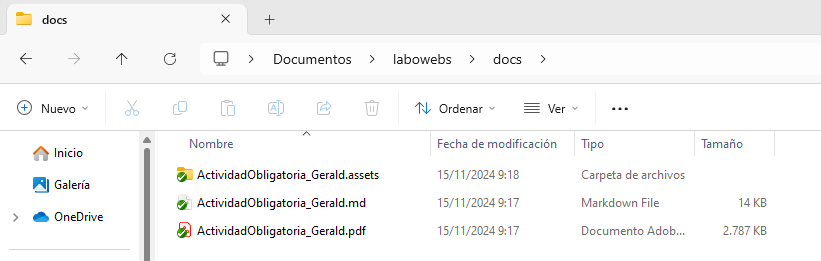 docs
Documentos labowebs docs
Nuevo Ordenar Ver
Nombre Fecha de modificación Tipo Tamaño
Inicio
Galería
OneDrive
ActividadObligatoria_Gerald.assets 15/11/2024 9:18 Carpeta de archivos
ActividadObligatoria_Gerald.md 15/11/2024 9:17 Markdown File 14 KB
ActividadObligatoria_Gerald.pdf 15/11/2024 9:17 Documento Adob... 2.787 KB